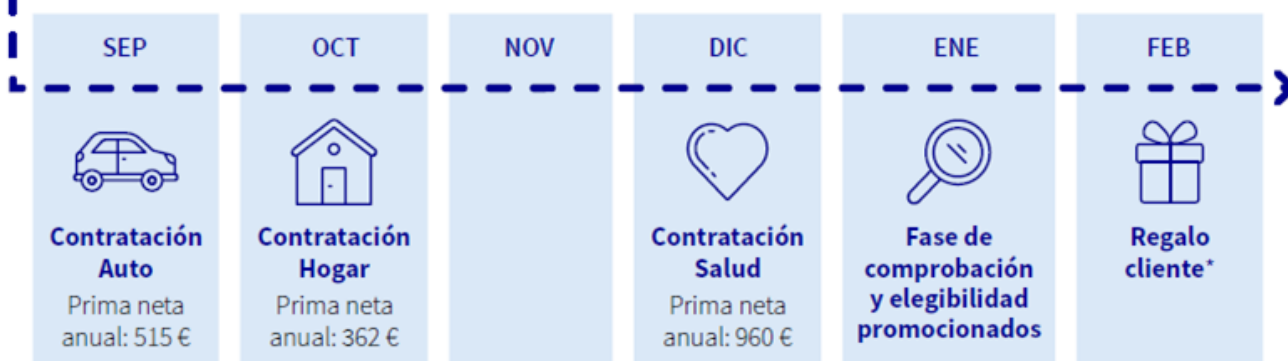 SEP
OCT
NOV
DIC
ENE
FEB
Contratación
Auto
Prima neta
anual: 515 €
Contratación
Hogar
Prima neta
anual: 362 €
Contratación
Salud
Prima neta
anual: 960 €
Fase de
comprobación
y elegibilidad
promocionados
Regalo
cliente*